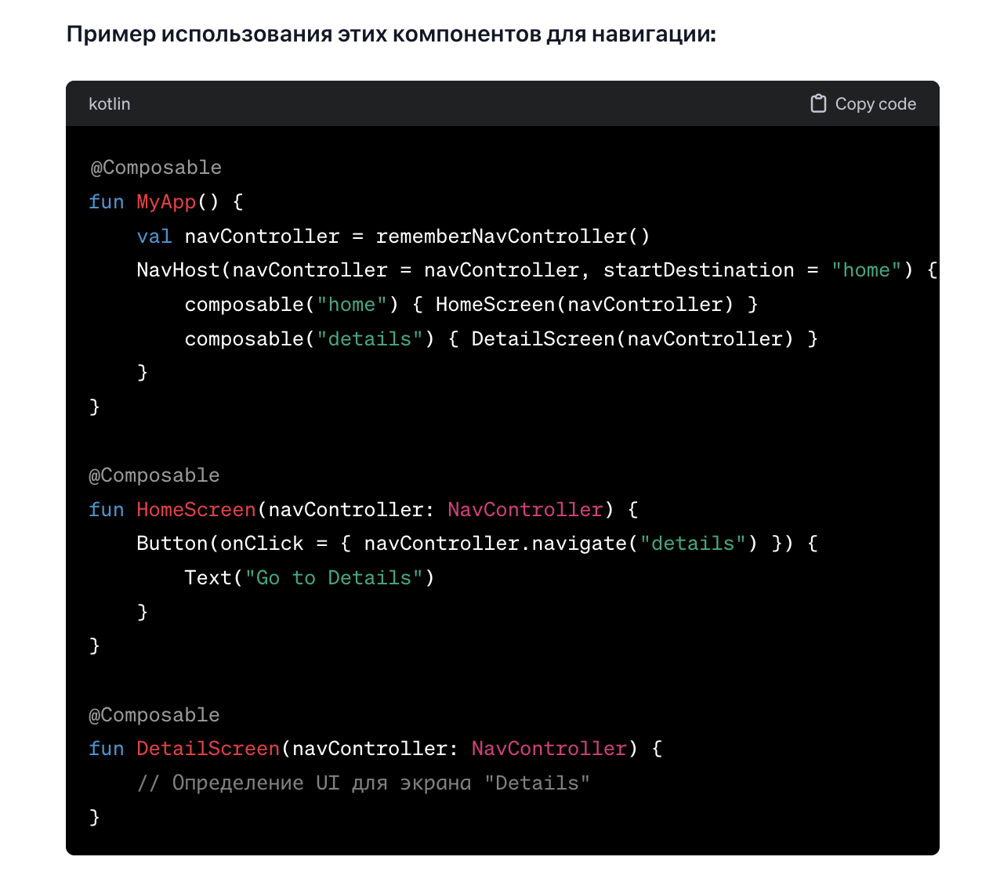 Пример использования этих компонентов для навигации:
kotlin
Copy code
@Composable
fun MyApp() {
    val navController = rememberNavController()
    NavHost(navController = navController, startDestination = "home") {
        composable("home") { HomeScreen(navController) }
        composable("details") { DetailScreen(navController) }
    }
}
@Composable
fun HomeScreen(navController: NavController) {
    Button(onClick = { navController.navigate("details") }) {
        Text("Go to Details")
    }
}
@Composable
fun DetailScreen(navController: NavController) {
    // Определение UI для экрана "Details"
}